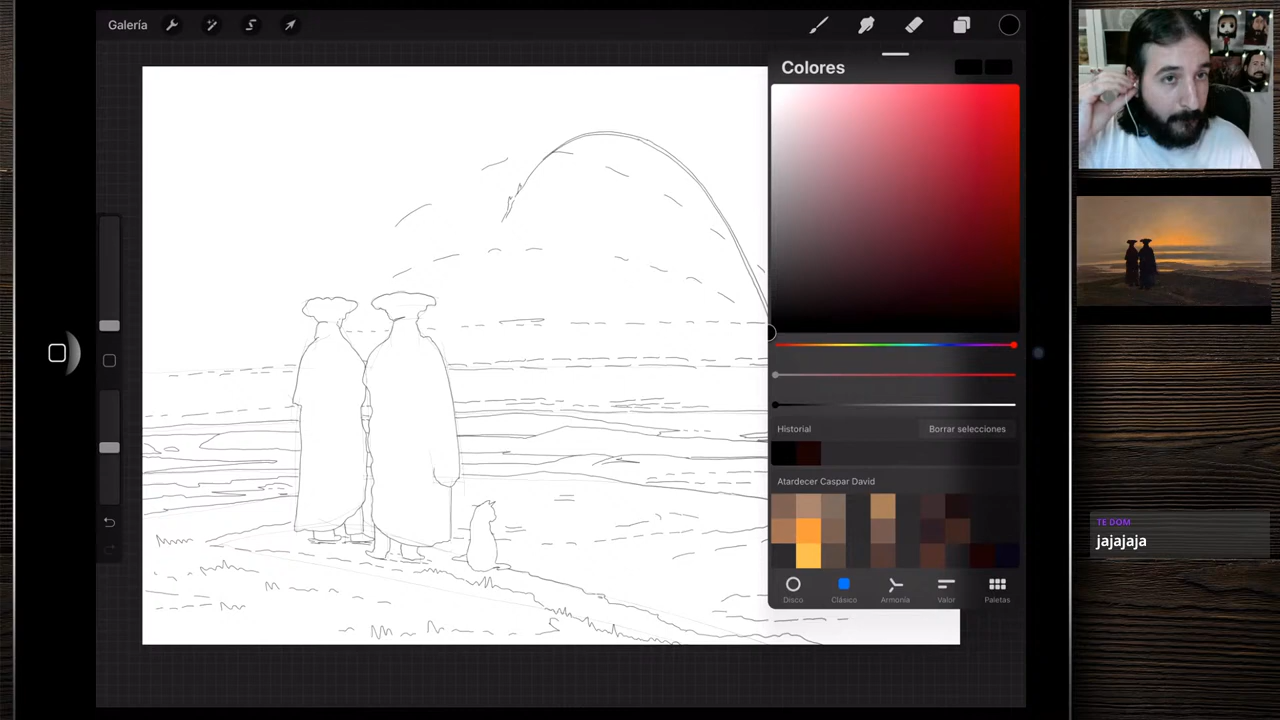 Galería
Colores
Historial
Borrar selecciones
Atardecer Caspar David
Disco
Clásico
Armonía
Valor
Paletas
TE DOM
jajajaja